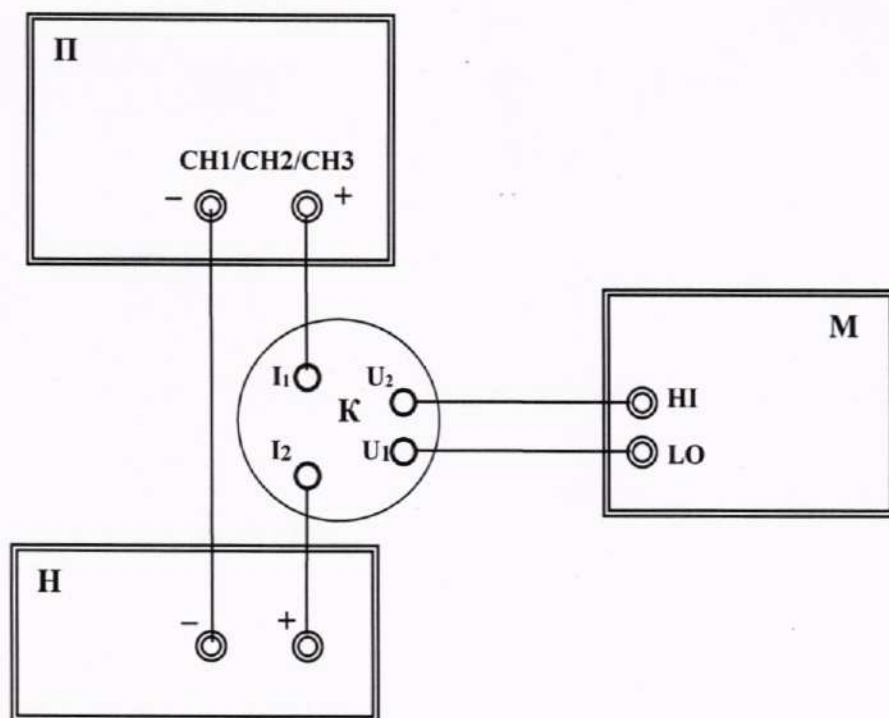 П
CH1/CH2/CH3
− +
I1 U2
К
I2 U1
М
HI
LO
Н
− +